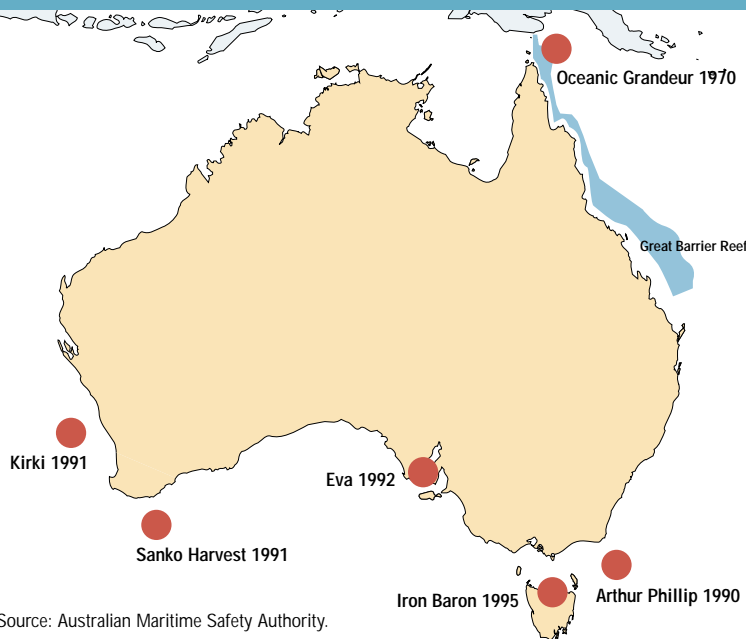 Oceanic Grandeur 1970
Great Barrier Reef
Kirki 1991
Eva 1992
Sanko Harvest 1991
Iron Baron 1995
Arthur Phillip 1990
Source: Australian Maritime Safety Authority.